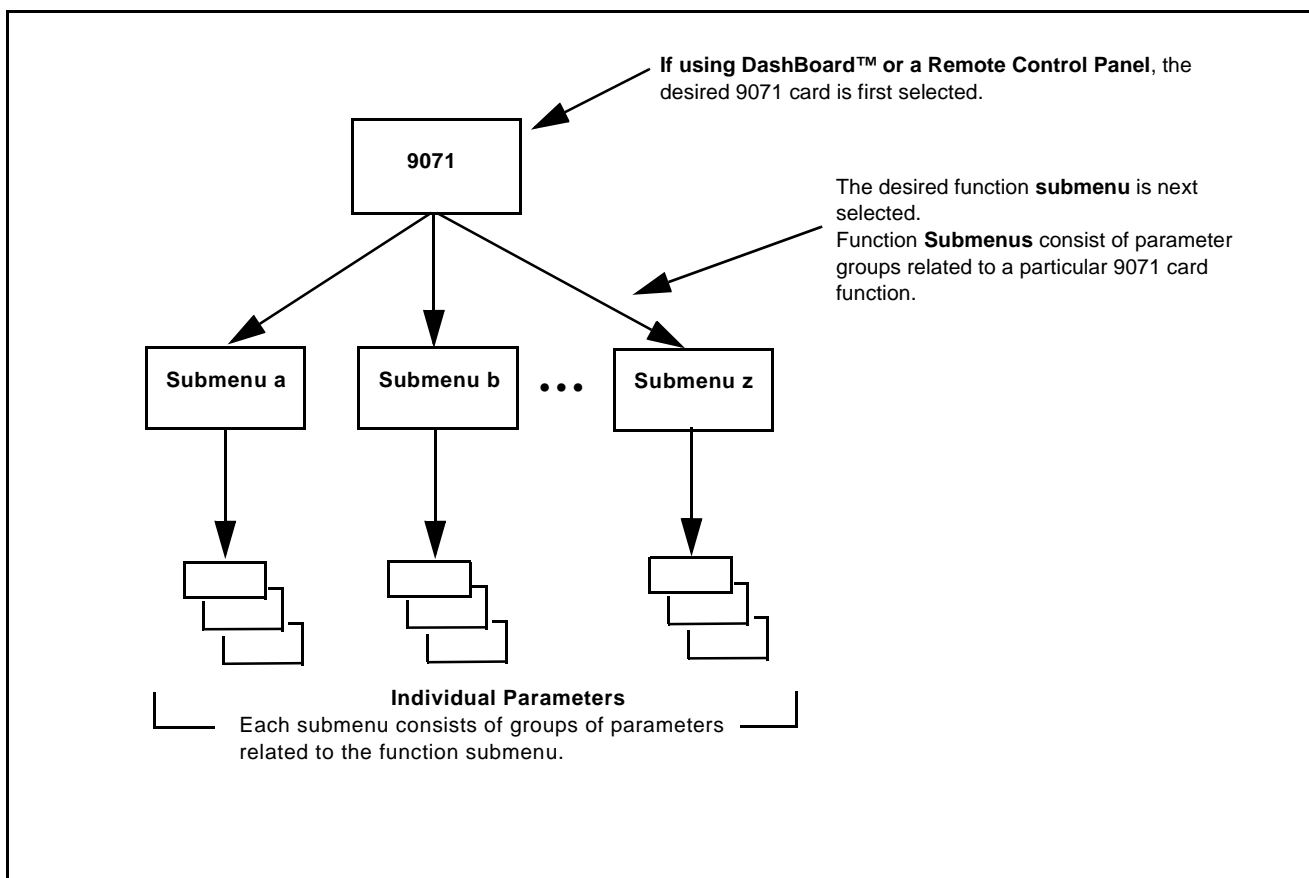 If using DashBoard™ or a Remote Control Panel, the
desired 9071 card is first selected.
9071
The desired function submenu is next
selected.
Function Submenus consist of parameter
groups related to a particular 9071 card
function.
Submenu a
Submenu b
•••
Submenu z
Individual Parameters
Each submenu consists of groups of parameters
related to the function submenu.